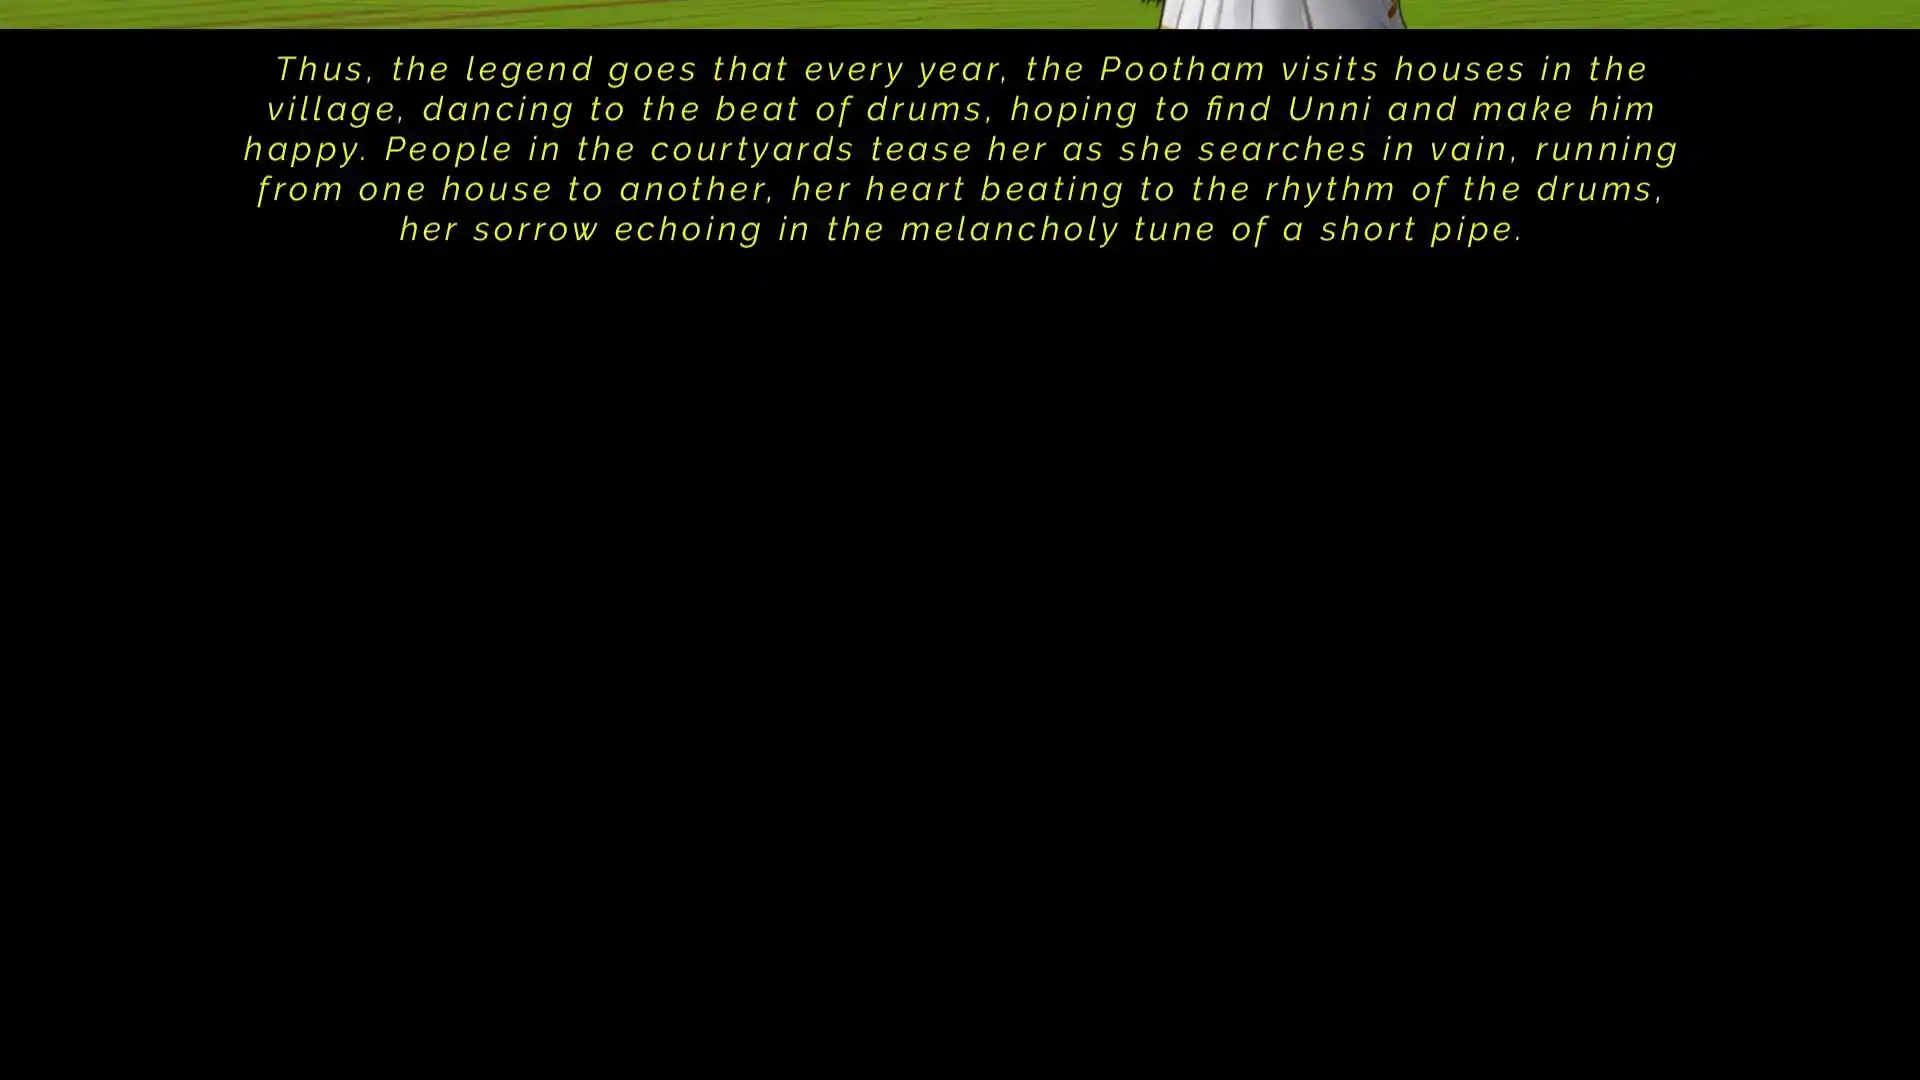 Thus, the legend goes that every year, the Pootham visits houses in the
village, dancing to the beat of drums, hoping to find Unni and make him
happy. People in the courtyards tease her as she searches in vain, running
from one house to another, her heart beating to the rhythm of the drums,
her sorrow echoing in the melancholy tune of a short pipe.